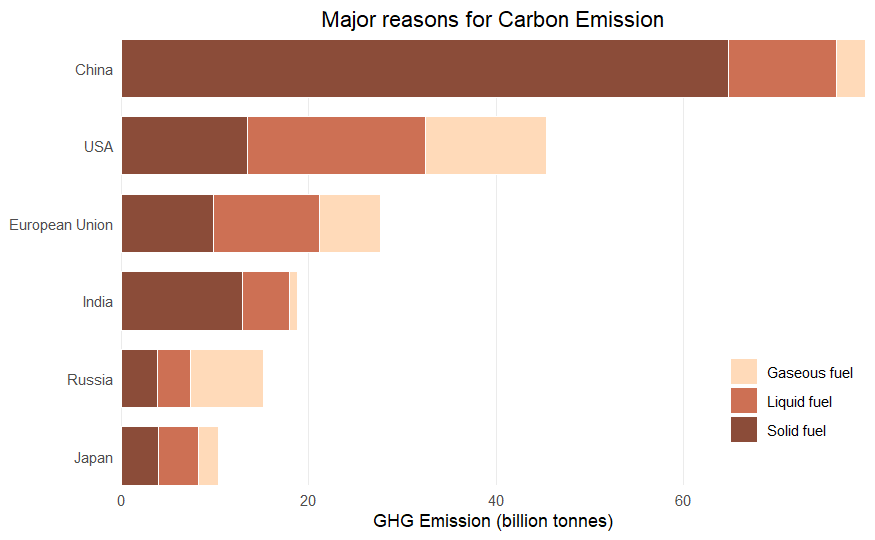 Major reasons for Carbon Emission
China
USA
European Union
India
Russia
Japan
Gaseous fuel
Liquid fuel
Solid fuel
0 20 40 60
GHG Emission (billion tonnes)